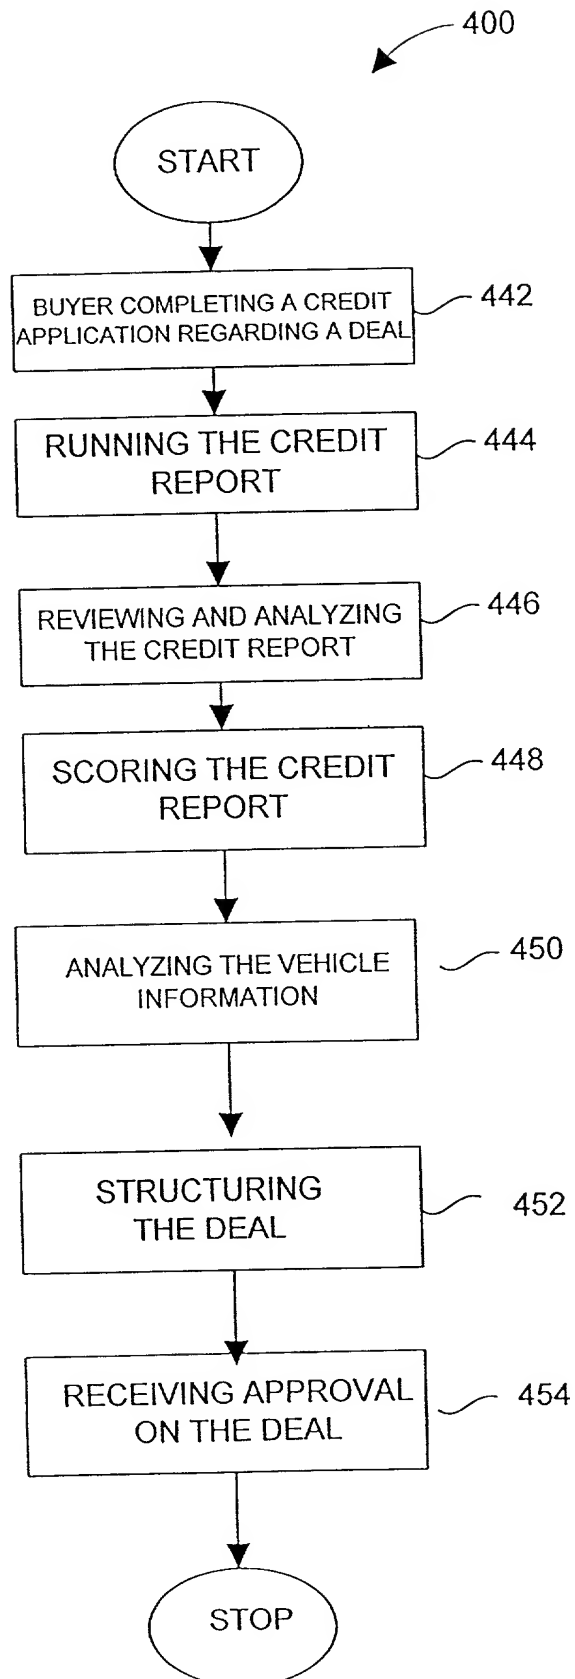 400
START
BUYER COMPLETING A CREDIT
APPLICATION REGARDING A DEAL
442
RUNNING THE CREDIT
REPORT
444
REVIEWING AND ANALYZING
THE CREDIT REPORT
446
SCORING THE CREDIT
REPORT
448
ANALYZING THE VEHICLE
INFORMATION
450
STRUCTURING
THE DEAL
452
RECEIVING APPROVAL
ON THE DEAL
454
STOP